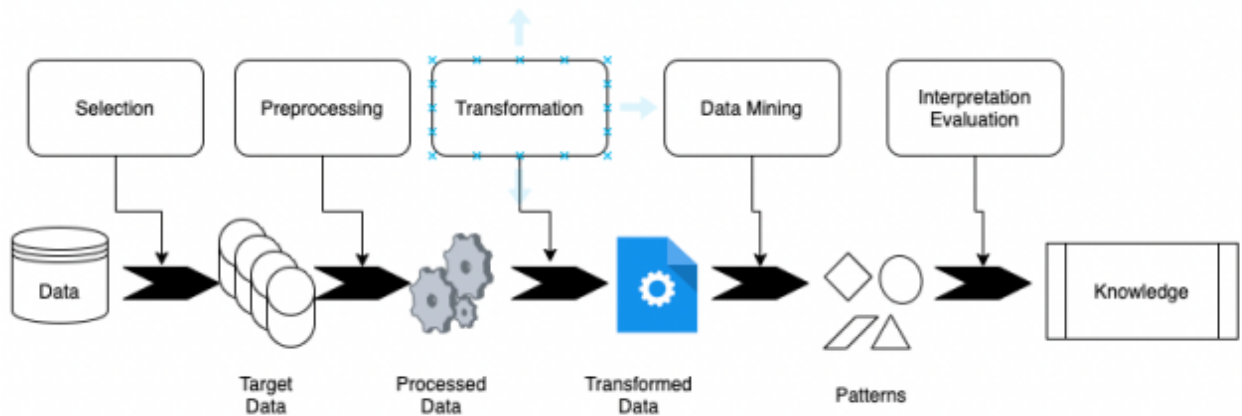 Selection
Preprocessing
Transformation
Data Mining
Interpretation
Evaluation
Data
Knowledge
Target
Data
Processed
Data
Transformed
Data
Patterns